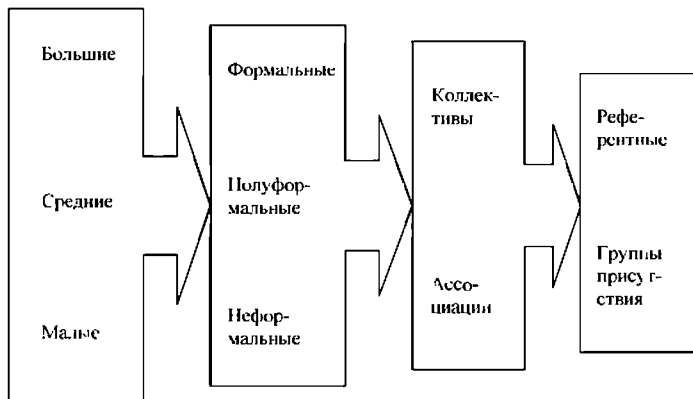 Большие
Средние
Малые
Формальные
Полуфор-
мальные
Нефор-
мальные
Коллек-
тивы
Ассо-
циации
Рефе-
рентные
Группы
присут-
ствия